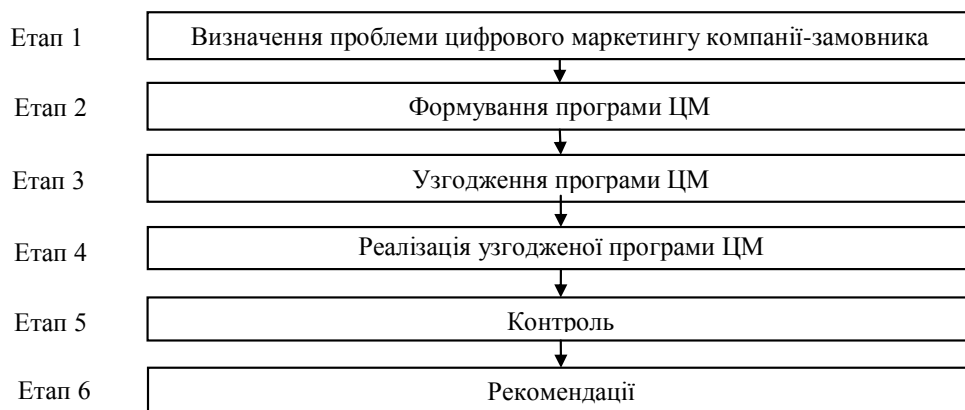 Етап 1 Визначення проблеми цифрового маркетингу компанії-замовника
Етап 2 Формування програми ЦМ
Етап 3 Узгодження програми ЦМ
Етап 4 Реалізація узгодженої програми ЦМ
Етап 5 Контроль
Етап 6 Рекомендації